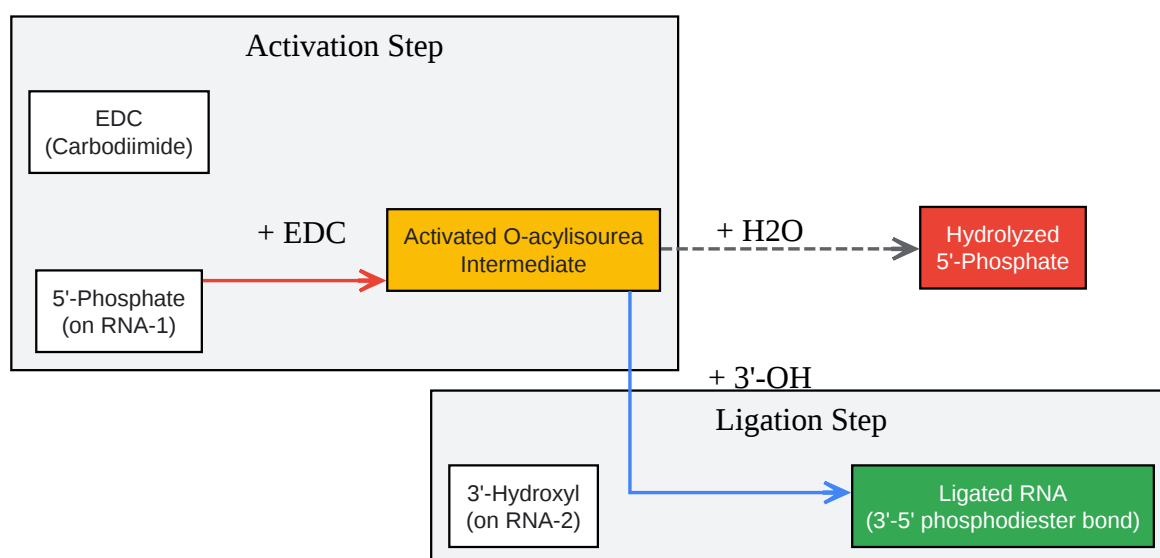 Activation Step
EDC
(Carbodiimide)
+ EDC
Activated O-acylisourea
Intermediate
+ H2O
Hydrolyzed
5'-Phosphate
5'-Phosphate
(on RNA-1)
+ 3'-OH
Ligation Step
3'-Hydroxyl
(on RNA-2)
Ligated RNA
(3'-5' phosphodiester bond)